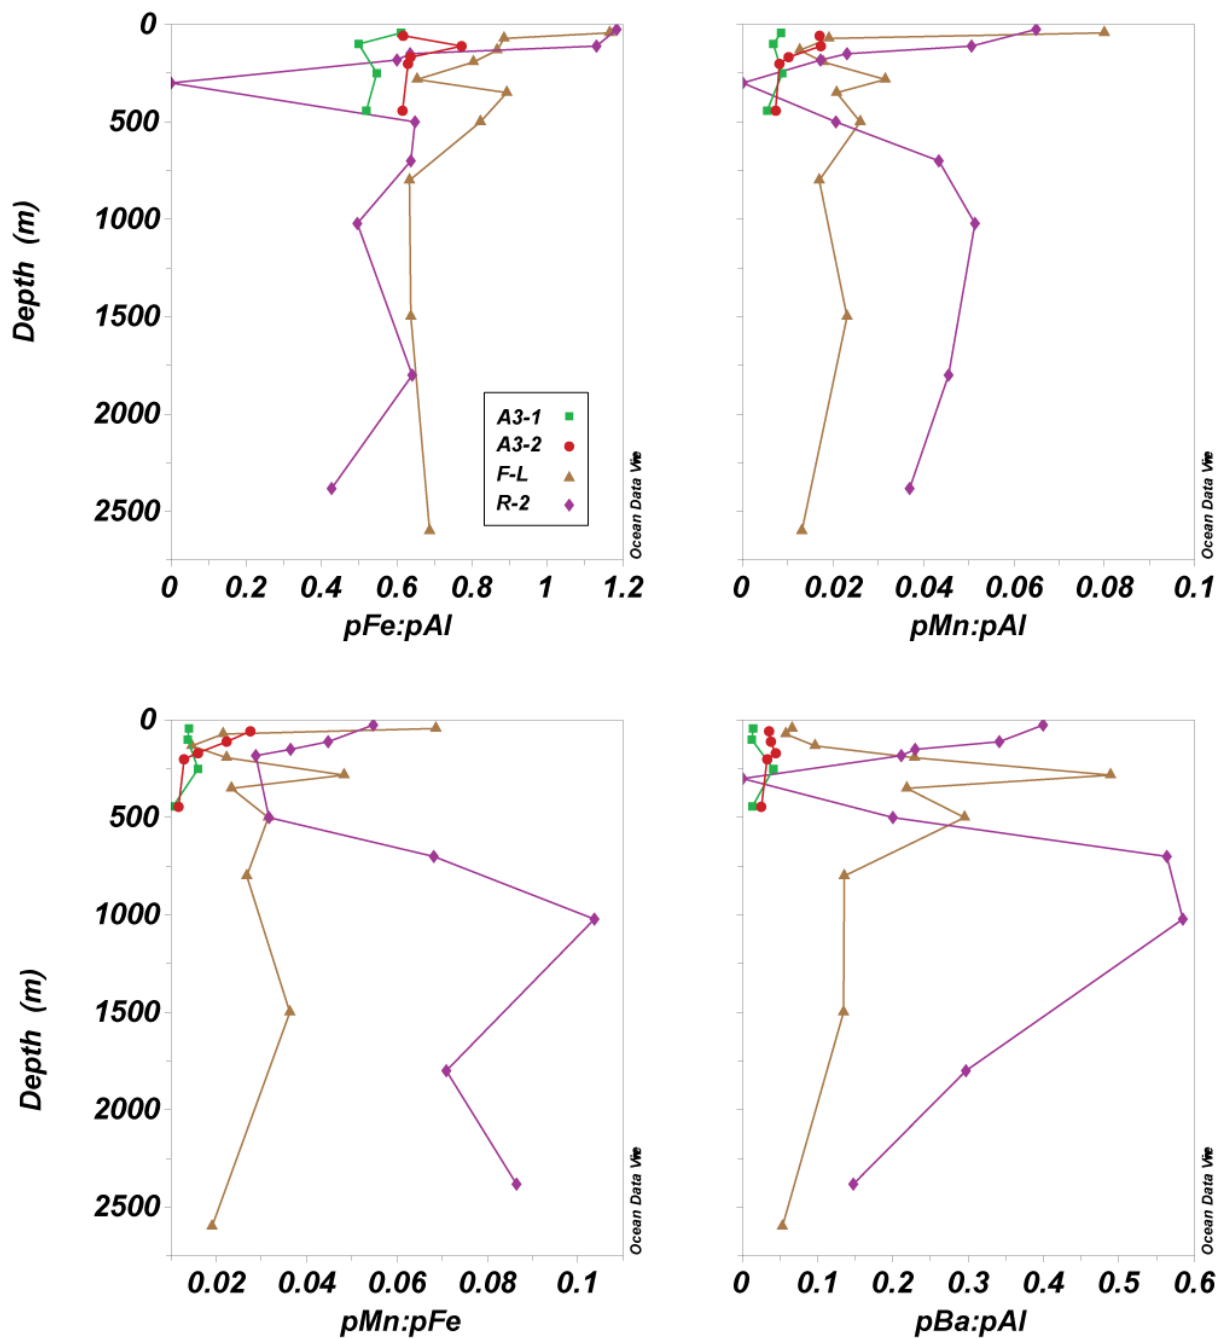 0
500
1000
1500
2000
2500
Depth (m)
A3-1
A3-2
F-L
R-2
Ocean Data Vie
0 0.2 0.4 0.6 0.8 1 1.2
pFe:pAl
Ocean Data Vie
0 0.02 0.04 0.06 0.08 0.1
pMn:pAl
0
500
1000
1500
2000
2500
Depth (m)
Ocean Data Vie
0.02 0.04 0.06 0.08 0.1
pMn:pFe
Ocean Data Vie
0 0.1 0.2 0.3 0.4 0.5 0.6
pBa:pAl